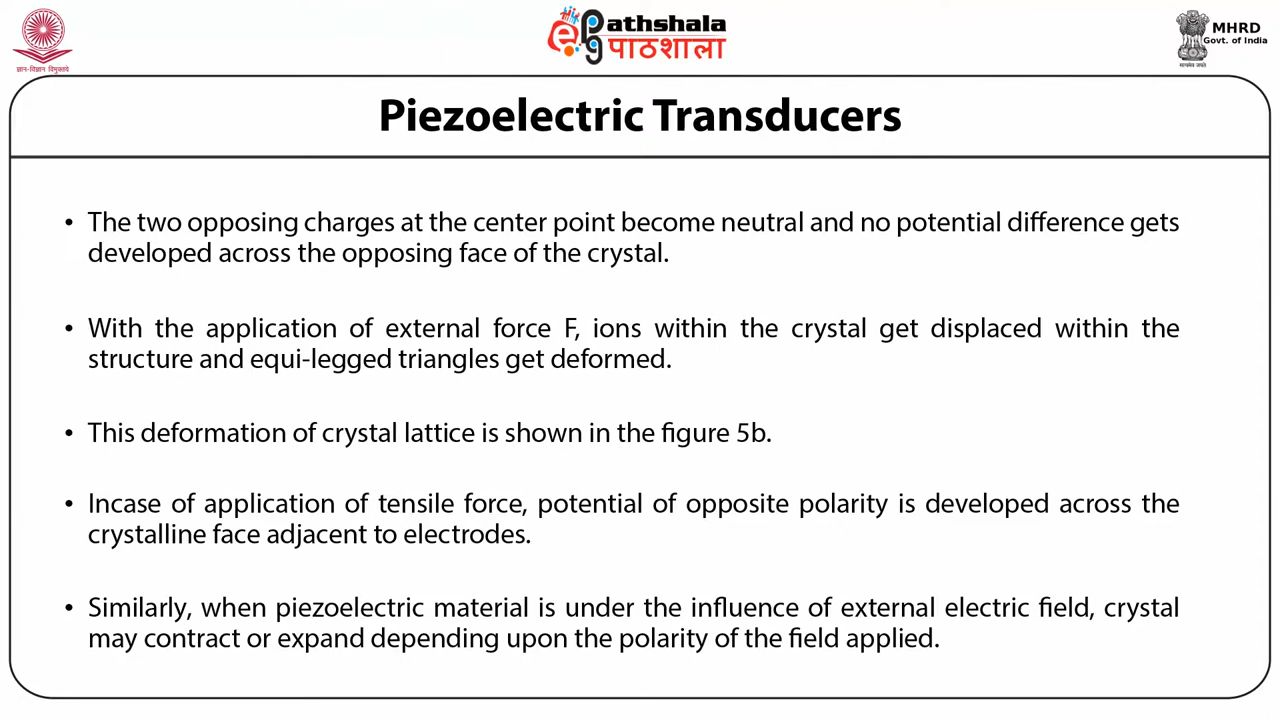 ज्ञान-विज्ञान विमुक्तये
ePathshala
पाठशाला
सत्यमेव जयते
MHRD
Govt. of India
Piezoelectric Transducers
• The two opposing charges at the center point become neutral and no potential difference gets
developed across the opposing face of the crystal.
• With the application of external force F, ions within the crystal get displaced within the
structure and equi-legged triangles get deformed.
• This deformation of crystal lattice is shown in the figure 5b.
• Incase of application of tensile force, potential of opposite polarity is developed across the
crystalline face adjacent to electrodes.
• Similarly, when piezoelectric material is under the influence of external electric field, crystal
may contract or expand depending upon the polarity of the field applied.